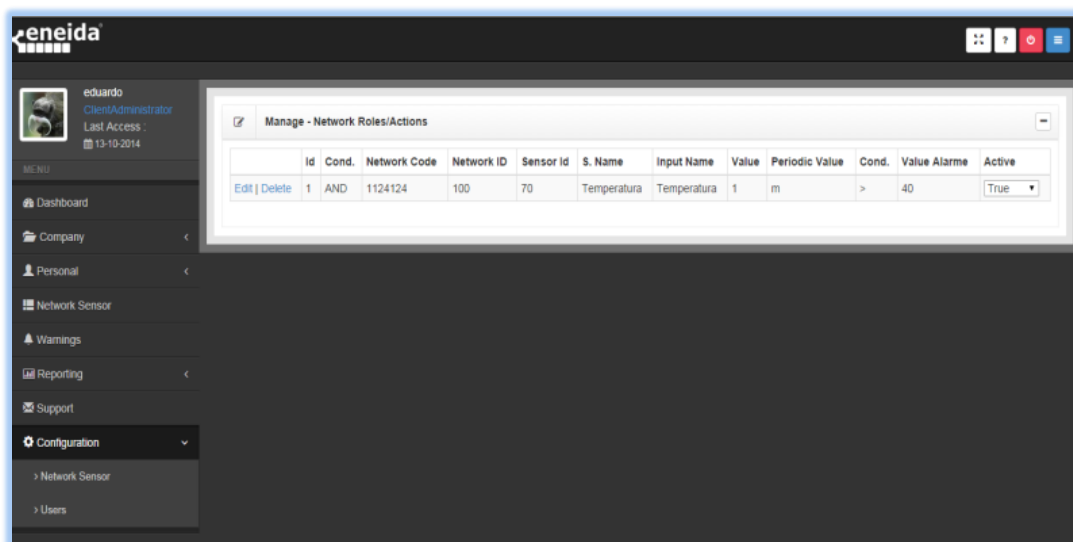 eneida
?
eduardo
ClientAdministrator
Last Access :
13-10-2014
MENU
Dashboard
Company
Personal
Network Sensor
Warnings
Reporting
Support
Configuration
> Network Sensor
> Users
Manage - Network Roles/Actions
Id Cond. Network Code Network ID Sensor Id S. Name Input Name Value Periodic Value Cond. Value Alarme Active
Edit | Delete 1 AND 1124124 100 70 Temperatura Temperatura 1 m > 40 True